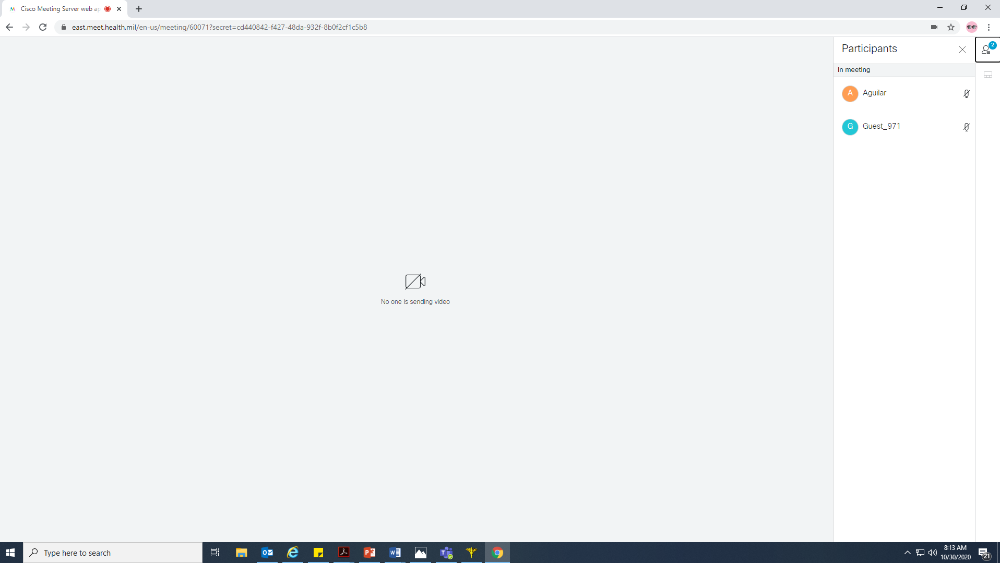 Cisco Meeting Server web ap
east.meet.health.mil/en-us/meeting/60071?secret=cd440842-f427-48da-932f-8b0f2cf1c5b8
Participants
2
In meeting
A Aguilar
G Guest_971
No one is sending video
Type here to search
8:13 AM
10/30/2020
21